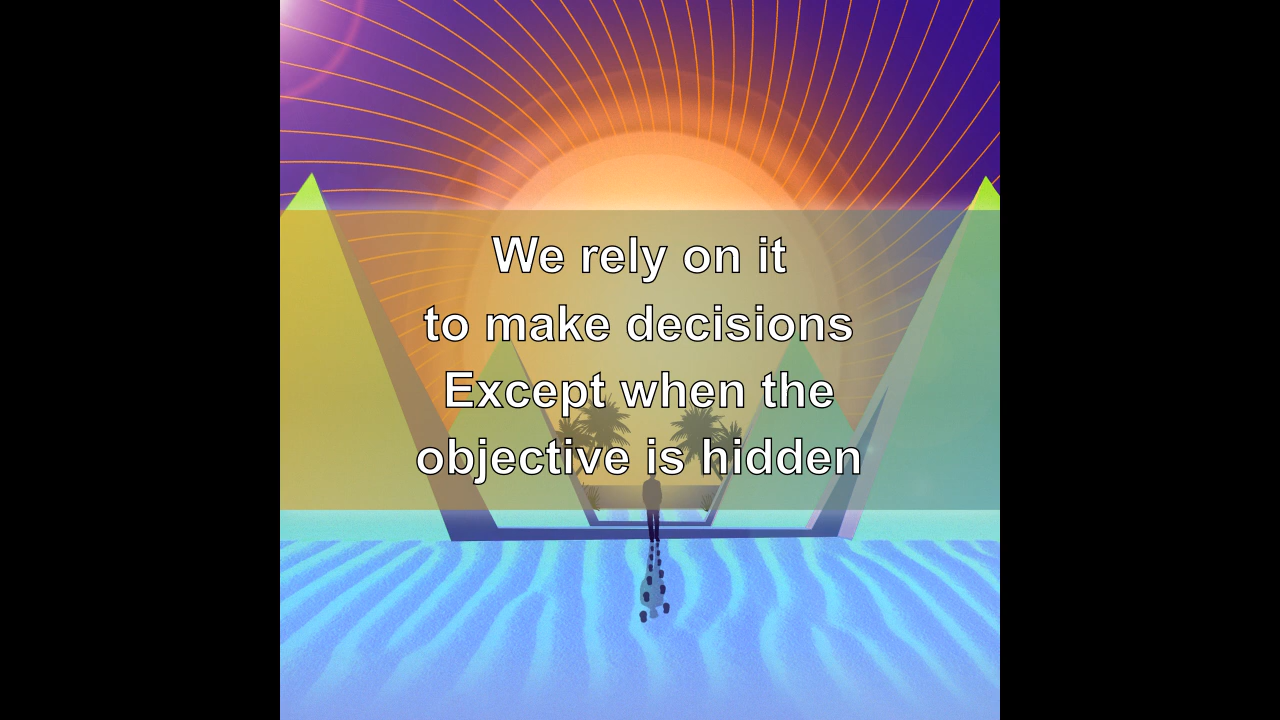 We rely on it
to make decisions
Except when the
objective is hidden